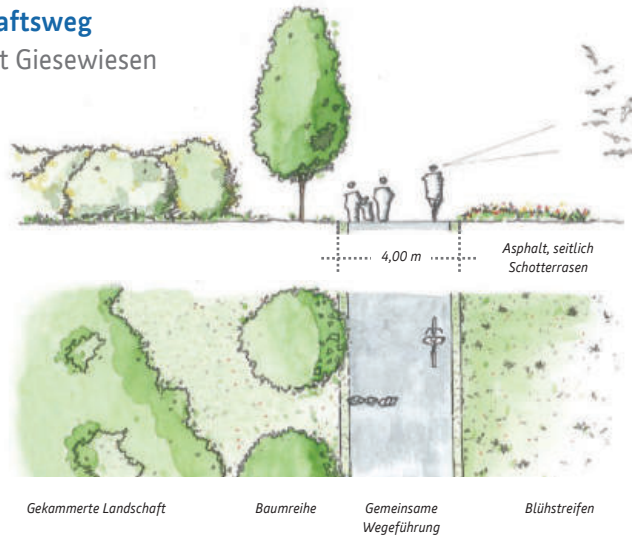 aftsweg
t Giesewiesen
4,00 m
Asphalt, seitlich
Schotterrasen
Gekammerte Landschaft
Baumreihe
Gemeinsame
Wegeführung
Blühstreifen